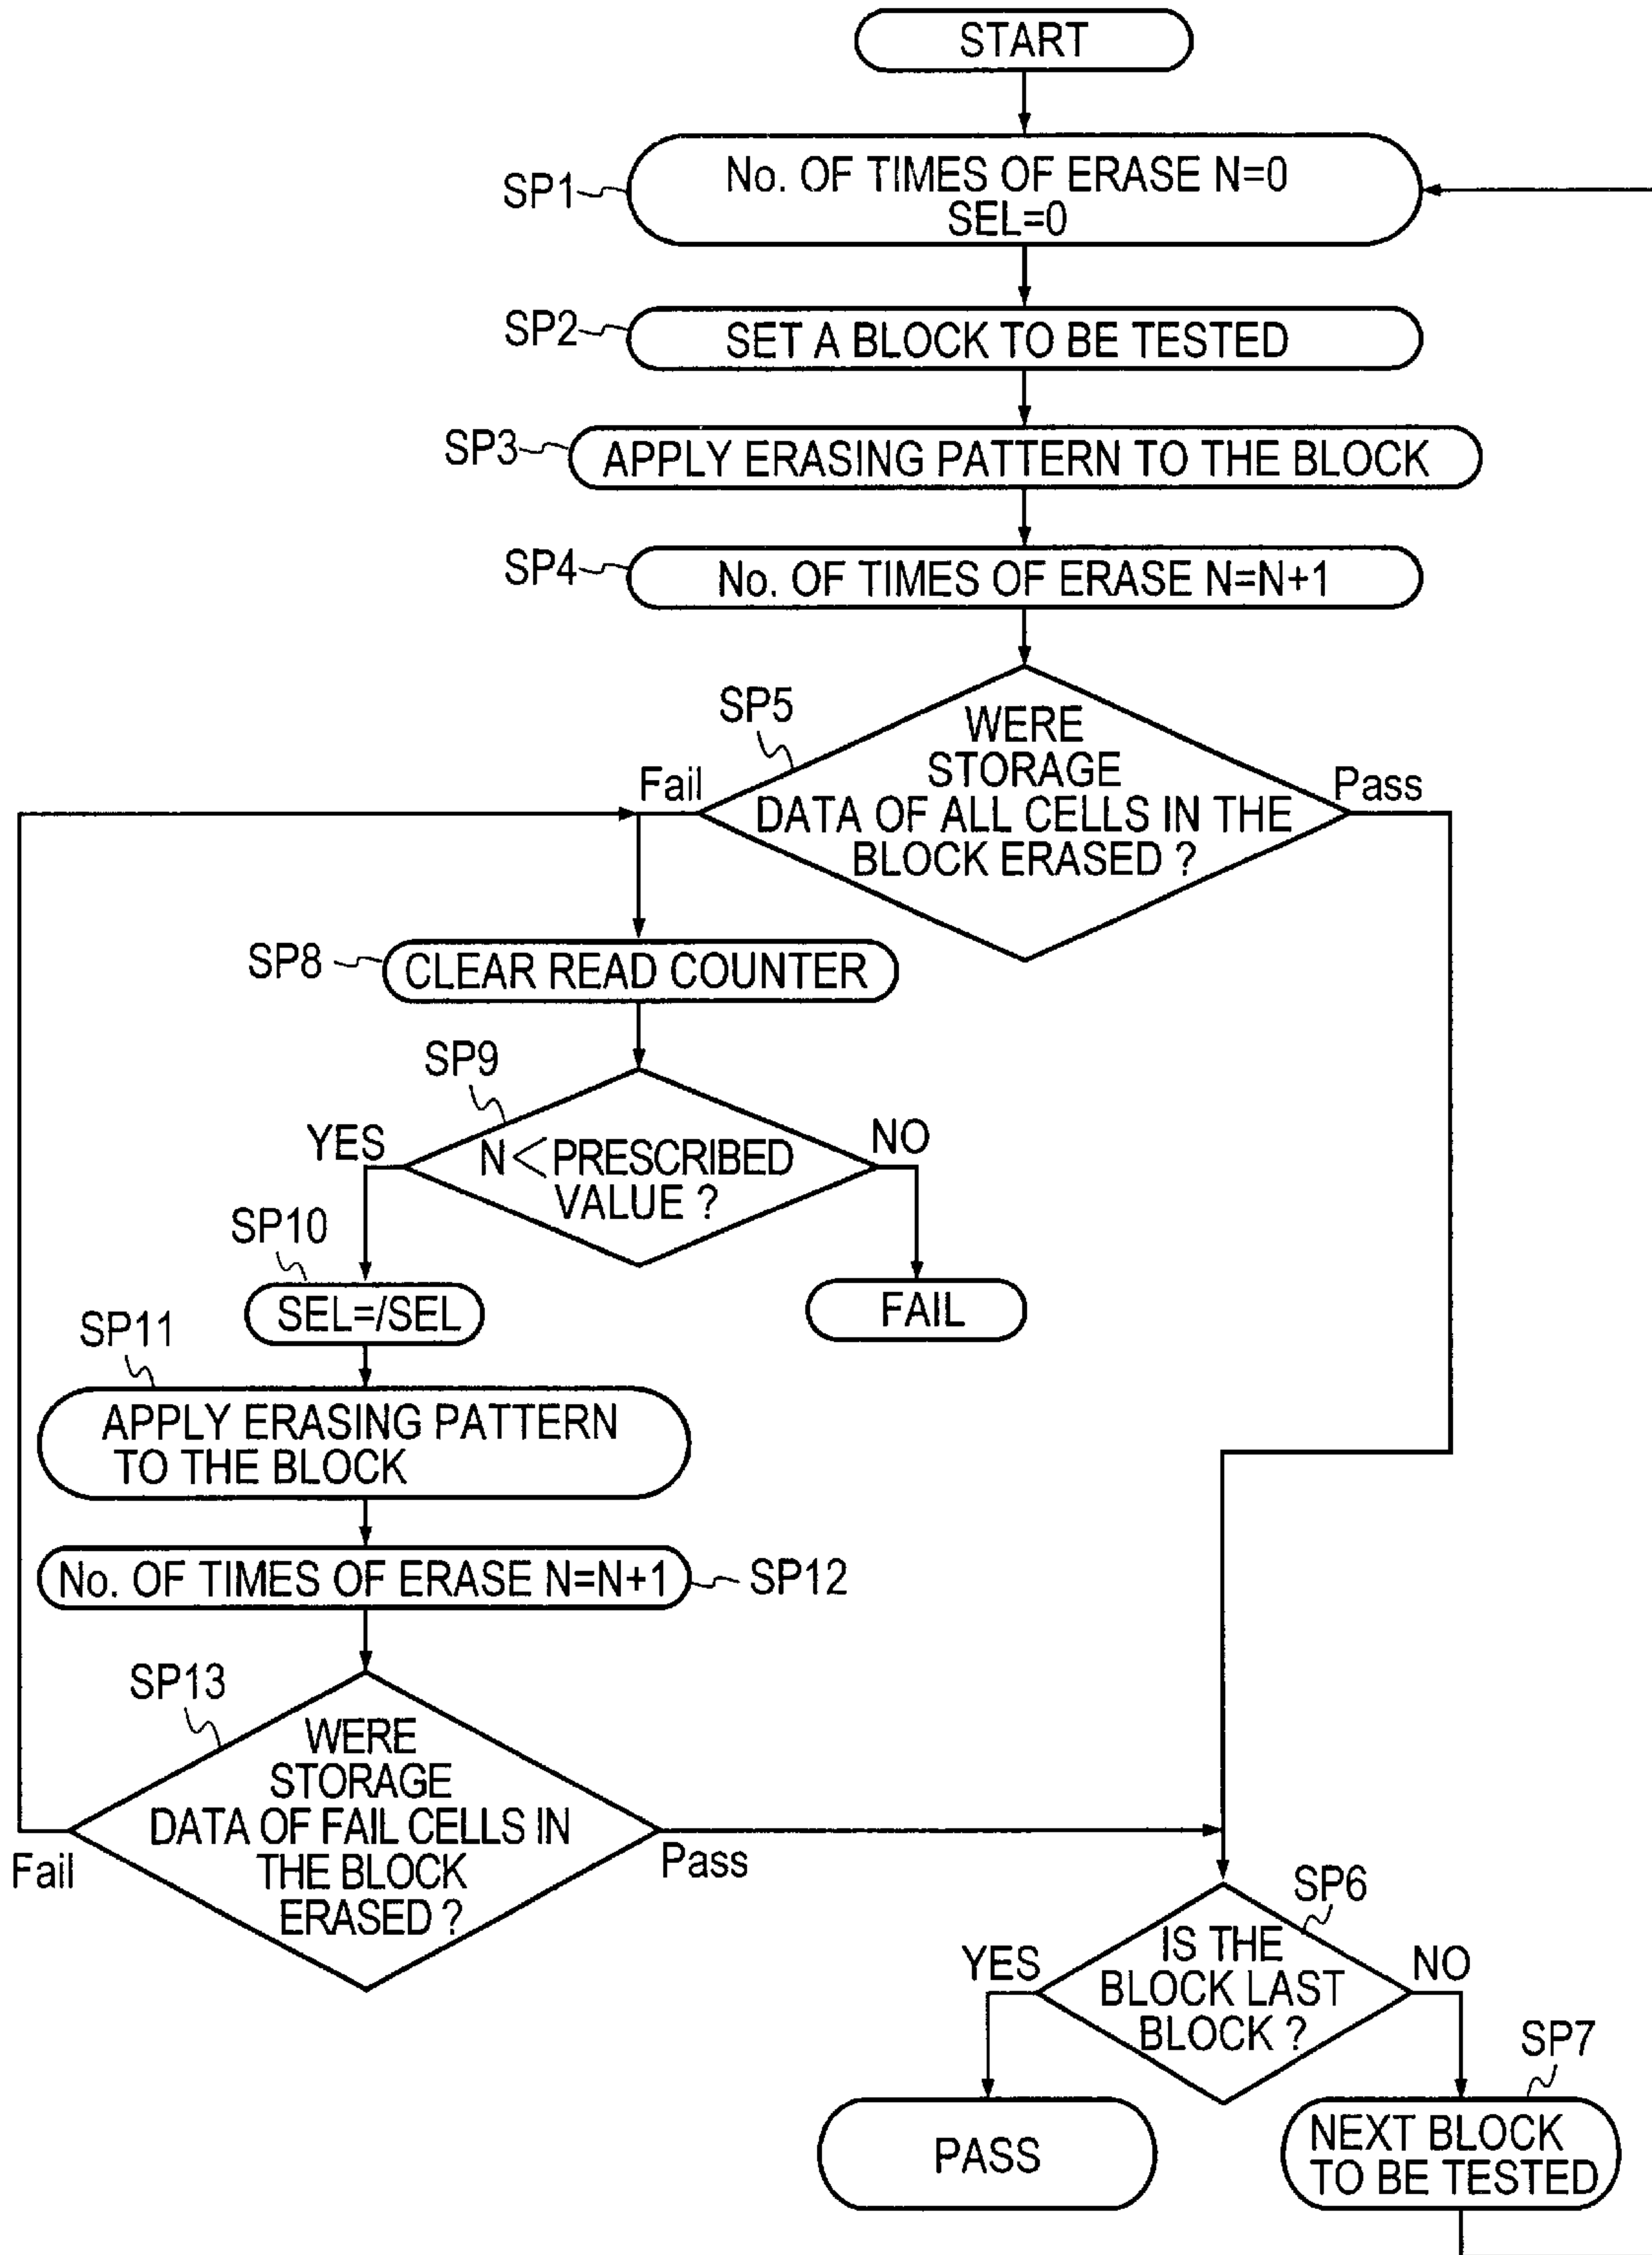 START
SP1
No. OF TIMES OF ERASE N=0
SEL=0
SP2
SET A BLOCK TO BE TESTED
SP3
APPLY ERASING PATTERN TO THE BLOCK
SP4
No. OF TIMES OF ERASE N=N+1
SP5
WERE
STORAGE
DATA OF ALL CELLS IN THE
BLOCK ERASED ?
Fail
Pass
SP8
CLEAR READ COUNTER
SP9
N<PRESCRIBED
VALUE ?
YES
NO
SP10
SEL=/SEL
FAIL
SP11
APPLY ERASING PATTERN
TO THE BLOCK
No. OF TIMES OF ERASE N=N+1
SP12
SP13
WERE
STORAGE
DATA OF FAIL CELLS IN
THE BLOCK
ERASED ?
Fail
Pass
SP6
IS THE
BLOCK LAST
BLOCK ?
YES
NO
SP7
PASS
NEXT BLOCK
TO BE TESTED